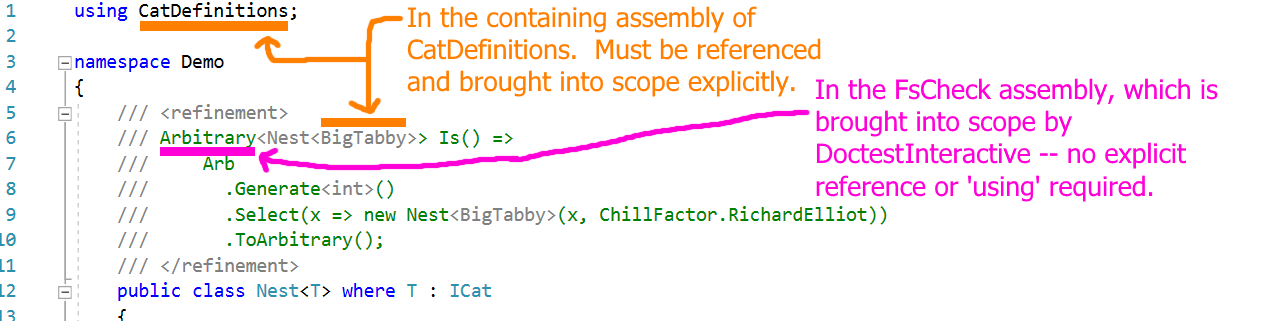 1 using CatDefinitions;
2
3 namespace Demo
4 {
5 /// <refinement>
6 /// Arbitrary<Nest<BigTabby>> Is() =>
7 /// Arb
8 /// .Generate<int>()
9 /// .Select(x => new Nest<BigTabby>(x, ChillFactor.RichardElliot))
10 /// .ToArbitrary();
11 /// </refinement>
12 public class Nest<T> where T : ICat
13 {
In the containing assembly of
CatDefinitions. Must be referenced
and brought into scope explicitly.
In the FsCheck assembly, which is
brought into scope by
DoctestInteractive -- no explicit
reference or 'using' required.